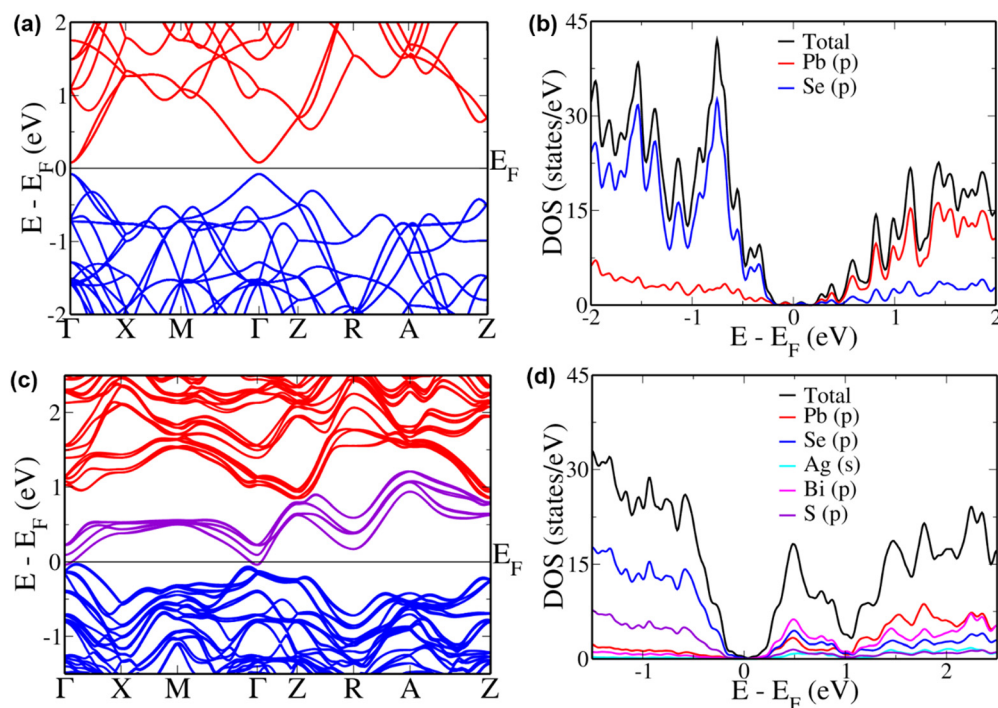 (a)
2
1
0
-1
-2
E - E_F (eV)
E_F
Γ X M Γ Z R A Z
(b)
45
30
15
0
DOS (states/eV)
Total
Pb (p)
Se (p)
-2 -1 0 1 2
E - E_F (eV)
(c)
2
1
0
-1
E - E_F (eV)
E_F
Γ X M Γ Z R A Z
(d)
45
30
15
0
DOS (states/eV)
Total
Pb (p)
Se (p)
Ag (s)
Bi (p)
S (p)
-1 0 1 2
E - E_F (eV)